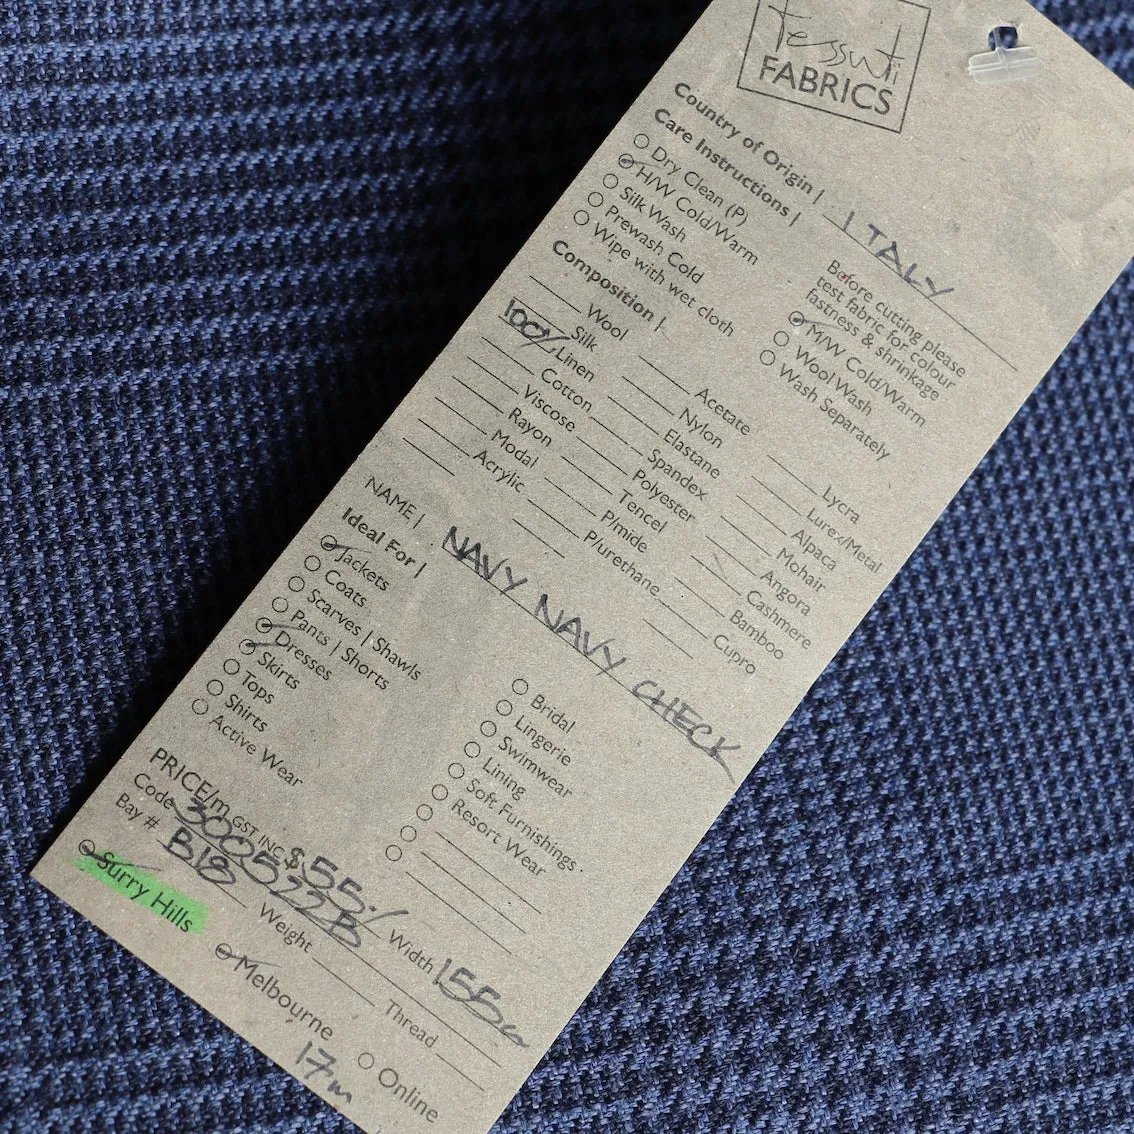 Tessuti
FABRICS
Country of Origin | ITALY
Care Instructions |
Dry Clean (P)
H/W Cold/Warm
Silk Wash
Prewash Cold
Wipe with wet cloth
Before cutting please
test fabric for colour
fastness & shrinkage
M/W Cold/Warm
Wool Wash
Wash Separately
Composition |
Wool
Silk
100% Linen
Cotton
Viscose
Rayon
Modal
Acrylic
Acetate
Nylon
Elastane
Spandex
Polyester
Tencel
P/mide
P/urethane
Lycra
Lurex/Metal
Alpaca
Mohair
Angora
Cashmere
Bamboo
Cupro
NAME | NAVY NAVY CHECK
Ideal For |
Jackets
Coats
Scarves | Shawls
Pants | Shorts
Dresses
Skirts
Tops
Shirts
Active Wear
Bridal
Lingerie
Swimwear
Lining
Soft Furnishings
Resort Wear
PRICE/m GST INC $55.- Width 155cm
Code 300522B
Bay # B18 Weight Thread
Surry Hills Melbourne Online
17m